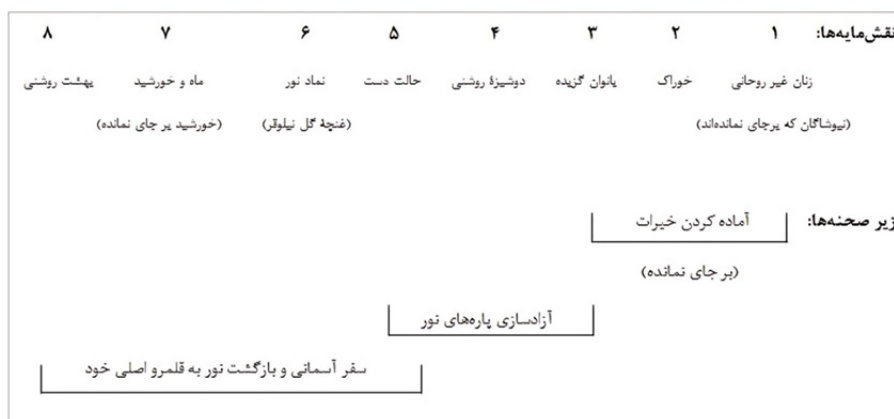 نقش‌مایه‌ها: ۱ ۲ ۳ ۴ ۵ ۶ ۷ ۸
زنان غیر روحانی خوراک بانوان گزیده دوشیزهٔ روشنی حالت دست نماد نور ماه و خورشید بهشت روشنی
(نیوشاگان که برجای نمانده‌اند) (غنچهٔ گل نیلوفر) (خورشید بر جای نمانده)
زیر صحنه‌ها: آماده کردن خیرات
(بر جای نمانده)
آزادسازی پاره‌های نور
سفر آسمانی و بازگشت نور به قلمرو اصلی خود